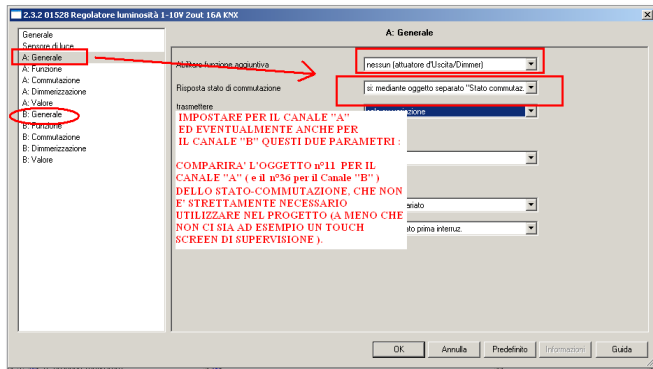 2.3.2 01528 Regolatore luminosità 1-10V 2out 16A KNX
Generale
Sensore di luce
A: Generale
A: Funzione
A: Commutazione
A: Dimmerizzazione
A: Valore
B: Generale
B: Funzione
B: Commutazione
B: Dimmerizzazione
B: Valore
A: Generale
Abilitare funzione aggiuntiva
nessun (attuatore d'Uscita/Dimmer)
Risposta stato di commutazione
sì: mediante oggetto separato "Stato commutaz.
trasmettere
IMPOSTARE PER IL CANALE "A"
ED EVENTUALMENTE ANCHE PER
IL CANALE "B" QUESTI DUE PARAMETRI :
COMPARIRA' L'OGGETTO n°11 PER IL
CANALE "A" ( e il n°36 per il Canale "B" )
DELLO STATO-COMMUTAZIONE, CHE NON
E' STRETTAMENTE NECESSARIO
UTILIZZARE NEL PROGETTO (A MENO CHE
NON CI SIA AD ESEMPIO UN TOUCH
SCREEN DI SUPERVISIONE ).
prima interruz.
OK
Annulla
Predefinito
Informazioni
Guida